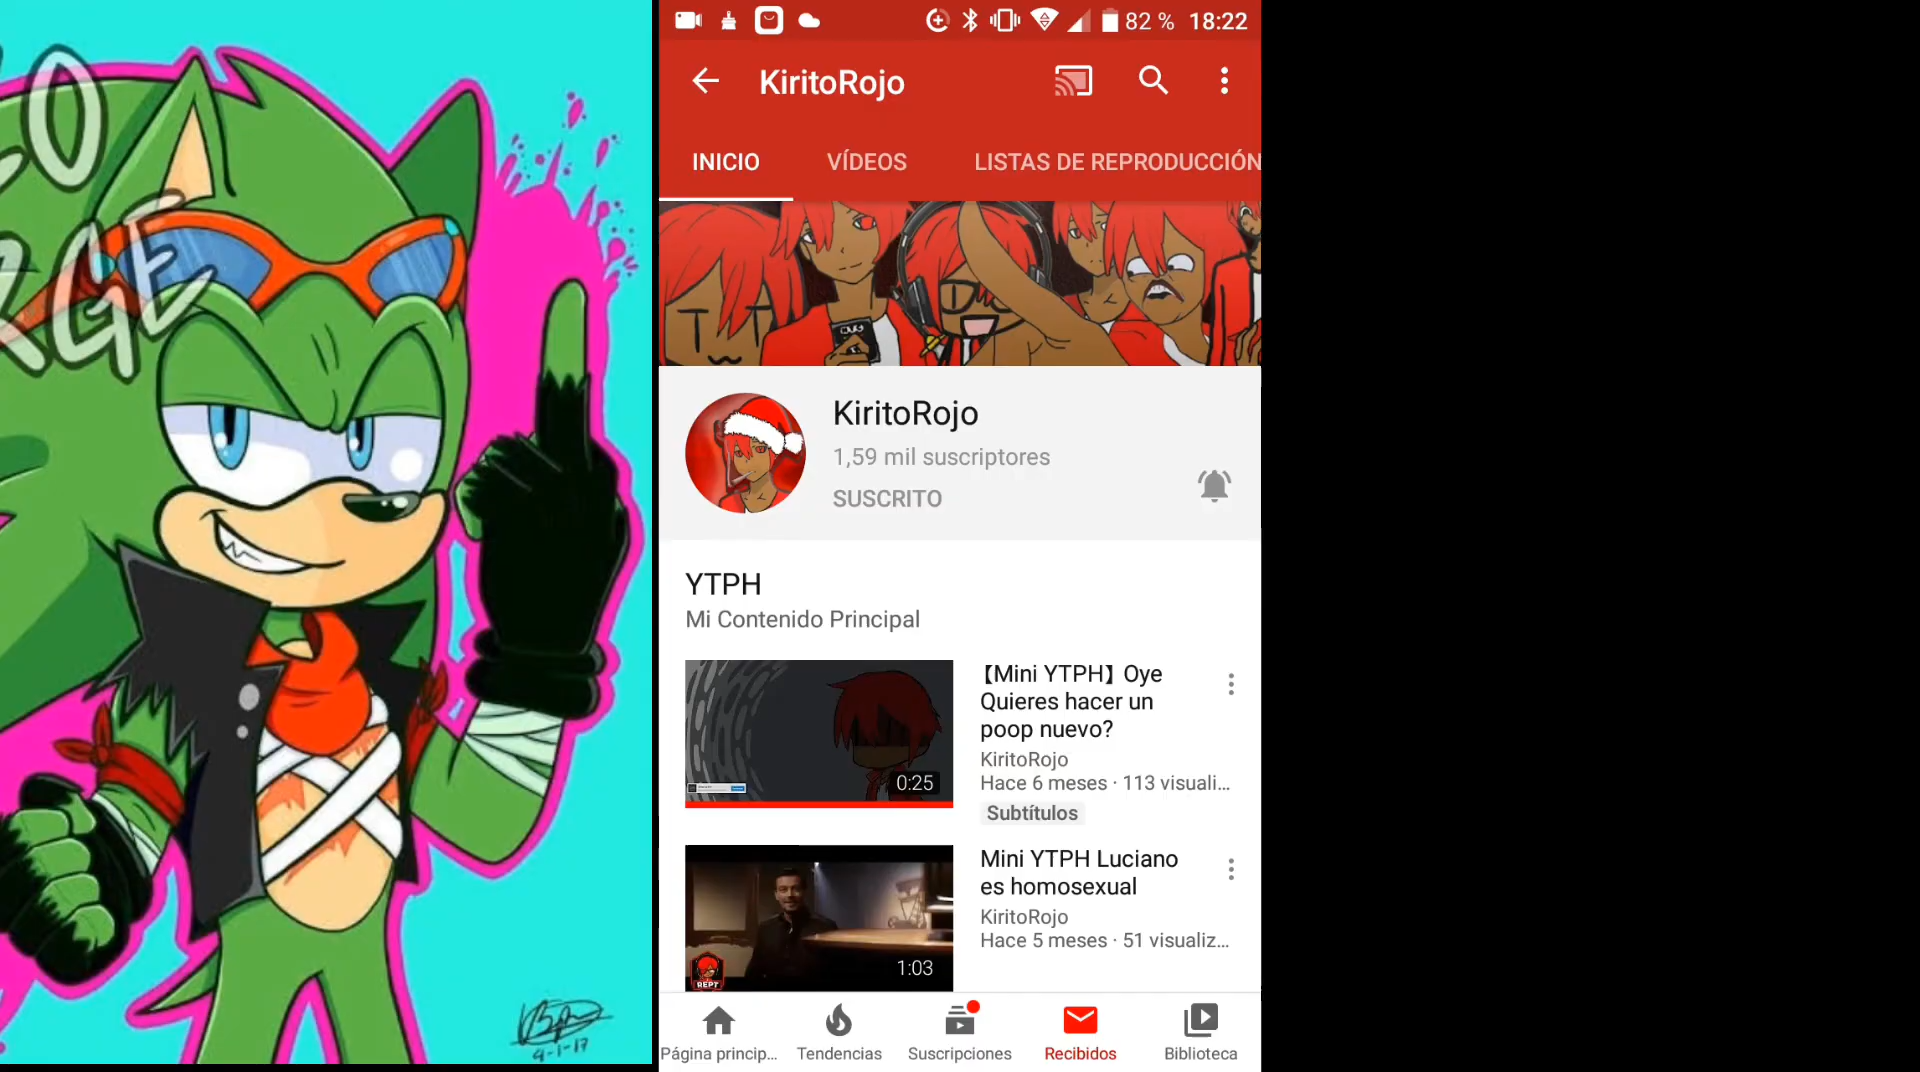 RGE
4-1-17
82 % 18:22
KiritoRojo
INICIO VÍDEOS LISTAS DE REPRODUCCIÓN
KiritoRojo
1,59 mil suscriptores
SUSCRITO
YTPH
Mi Contenido Principal
【Mini YTPH】Oye
Quieres hacer un
poop nuevo?
KiritoRojo
Hace 6 meses · 113 visuali...
Subtítulos
0:25
Mini YTPH Luciano
es homosexual
KiritoRojo
Hace 5 meses · 51 visualiz...
1:03
REPT
Página princip... Tendencias Suscripciones Recibidos Biblioteca